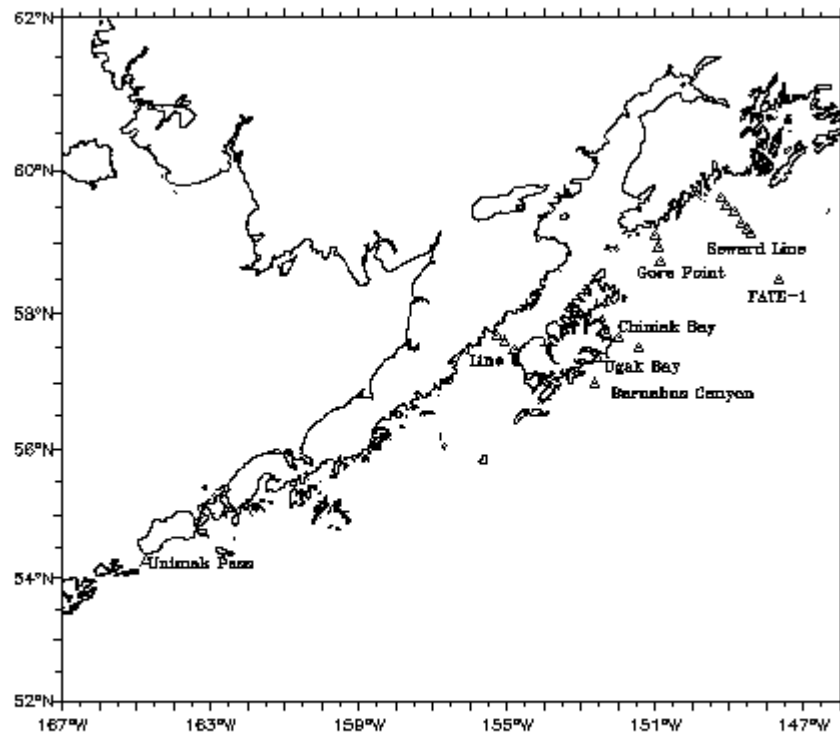 62°N
60°N
58°N
56°N
54°N
52°N
Seward Line
Gore Point
FATE-1
Chiniak Bay
Line 8
Ugak Bay
Barnabus Canyon
Unimak Pass
167°W
163°W
159°W
155°W
151°W
147°W